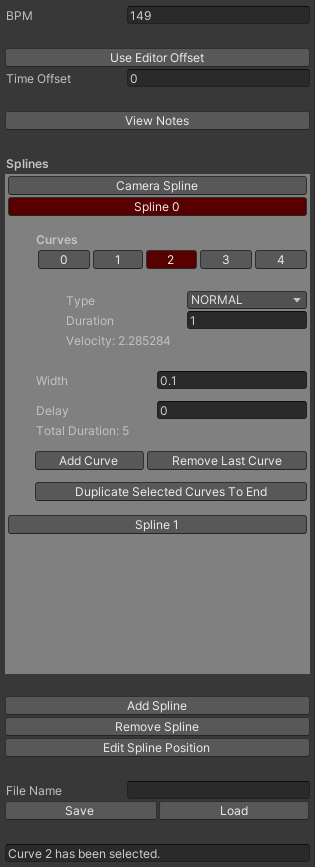 BPM 149
Use Editor Offset
Time Offset 0
View Notes
Splines
Camera Spline
Spline 0
Curves
0 1 2 3 4
Type NORMAL
Duration 1
Velocity: 2.285284
Width 0.1
Delay 0
Total Duration: 5
Add Curve Remove Last Curve
Duplicate Selected Curves To End
Spline 1
Add Spline
Remove Spline
Edit Spline Position
File Name
Save Load
Curve 2 has been selected.